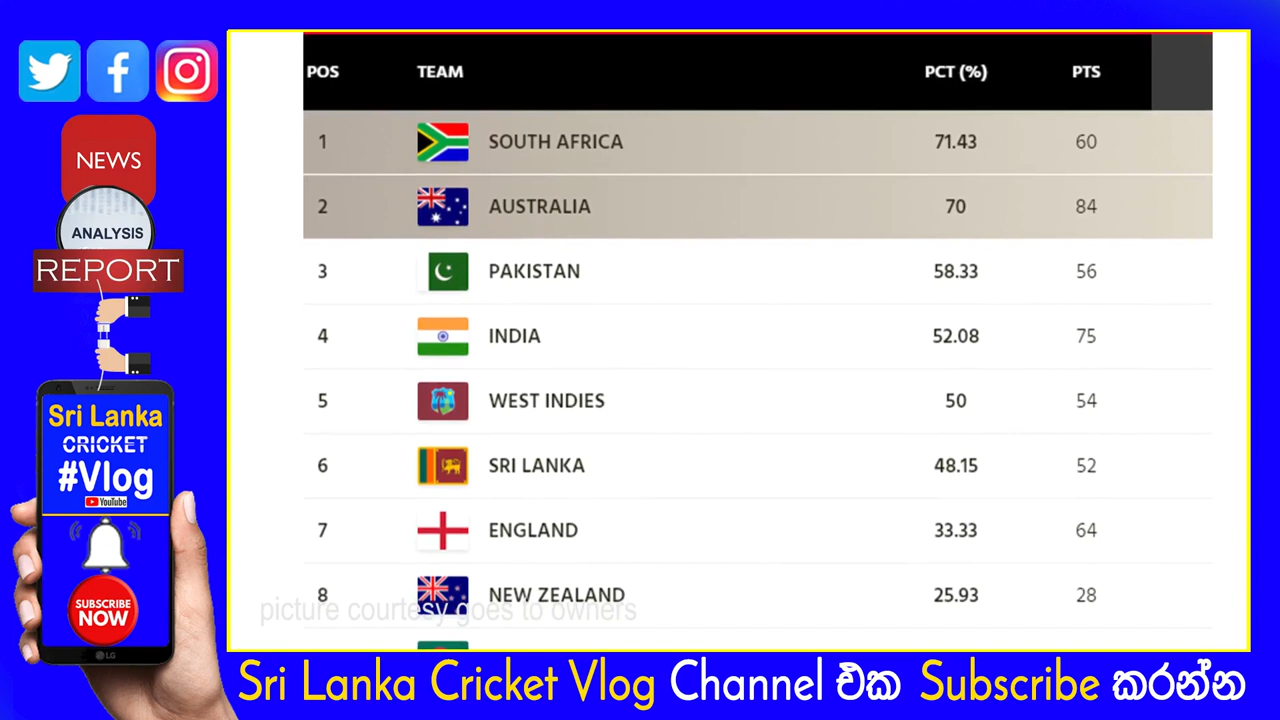 POS TEAM PCT (%) PTS
1 SOUTH AFRICA 71.43 60
2 AUSTRALIA 70 84
3 PAKISTAN 58.33 56
4 INDIA 52.08 75
5 WEST INDIES 50 54
6 SRI LANKA 48.15 52
7 ENGLAND 33.33 64
8 NEW ZEALAND 25.93 28
picture courtesy goes to owners
NEWS
ANALYSIS
REPORT
Sri Lanka
CRICKET
#Vlog
YouTube
SUBSCRIBE
NOW
LG
Sri Lanka Cricket Vlog Channel එක Subscribe කරන්න